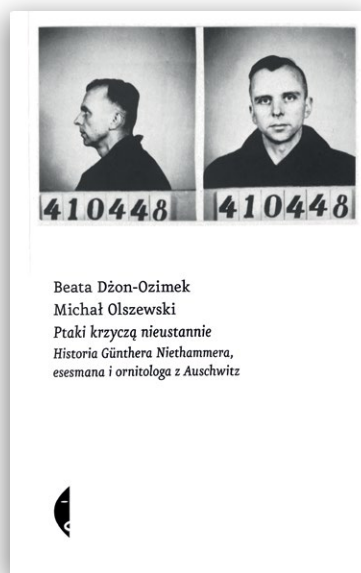 410448
410448
Beata Dżon-Ozimek
Michał Olszewski
Ptaki krzyczą nieustannie
Historia Günthera Niethammera,
esesmana i ornitologa z Auschwitz